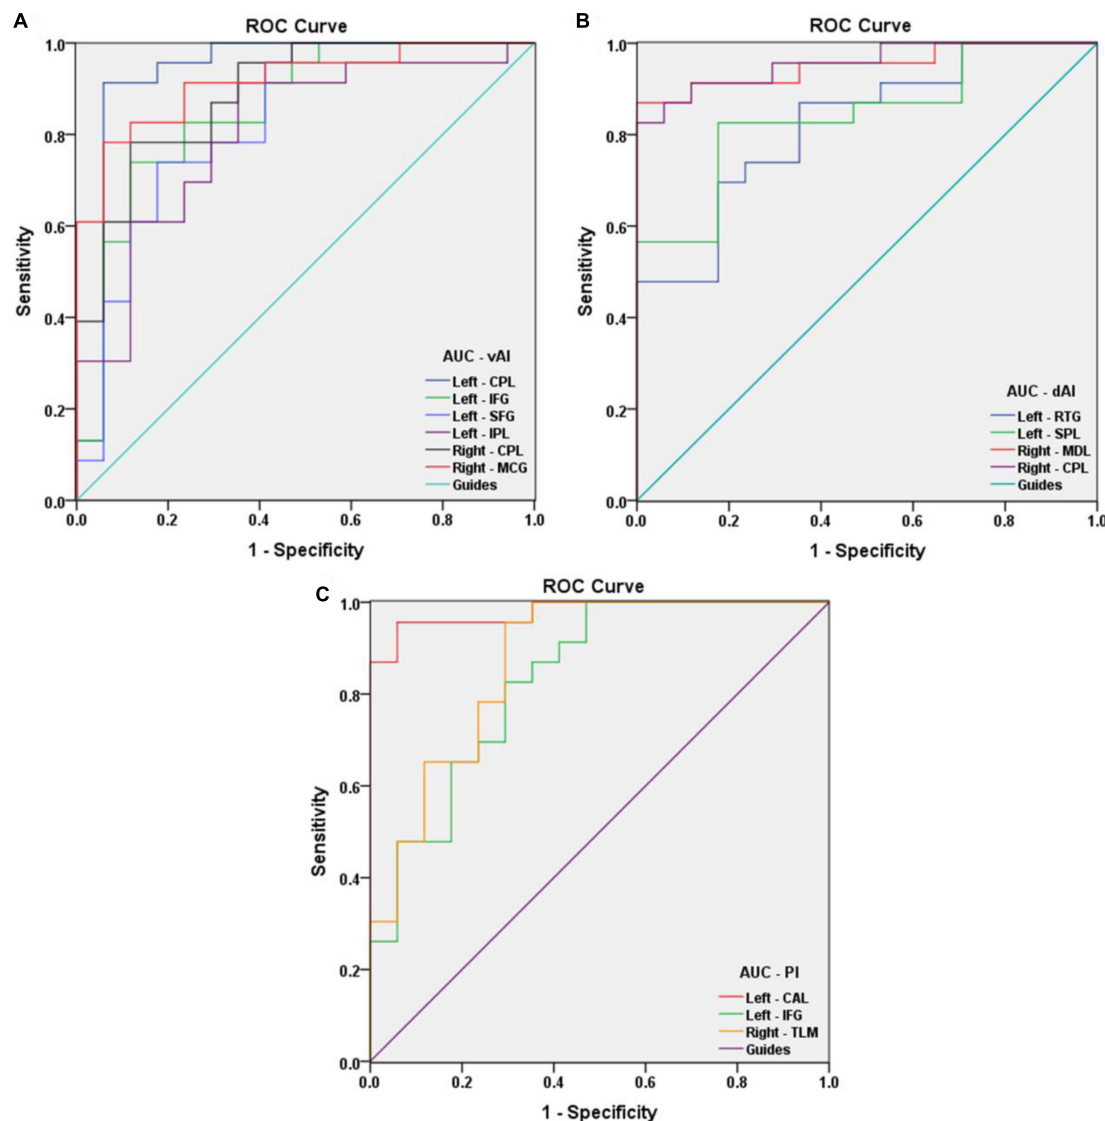 A
ROC Curve
1.0
0.8
0.6
0.4
0.2
0.0
Sensitivity
AUC - vAI
Left - CPL
Left - IFG
Left - SFG
Left - IPL
Right - CPL
Right - MCG
Guides
0.0 0.2 0.4 0.6 0.8 1.0
1 - Specificity
B
ROC Curve
1.0
0.8
0.6
0.4
0.2
0.0
Sensitivity
AUC - dAI
Left - RTG
Left - SPL
Right - MDL
Right - CPL
Guides
0.0 0.2 0.4 0.6 0.8 1.0
1 - Specificity
C
ROC Curve
1.0
0.8
0.6
0.4
0.2
0.0
Sensitivity
AUC - PI
Left - CAL
Left - IFG
Right - TLM
Guides
0.0 0.2 0.4 0.6 0.8 1.0
1 - Specificity